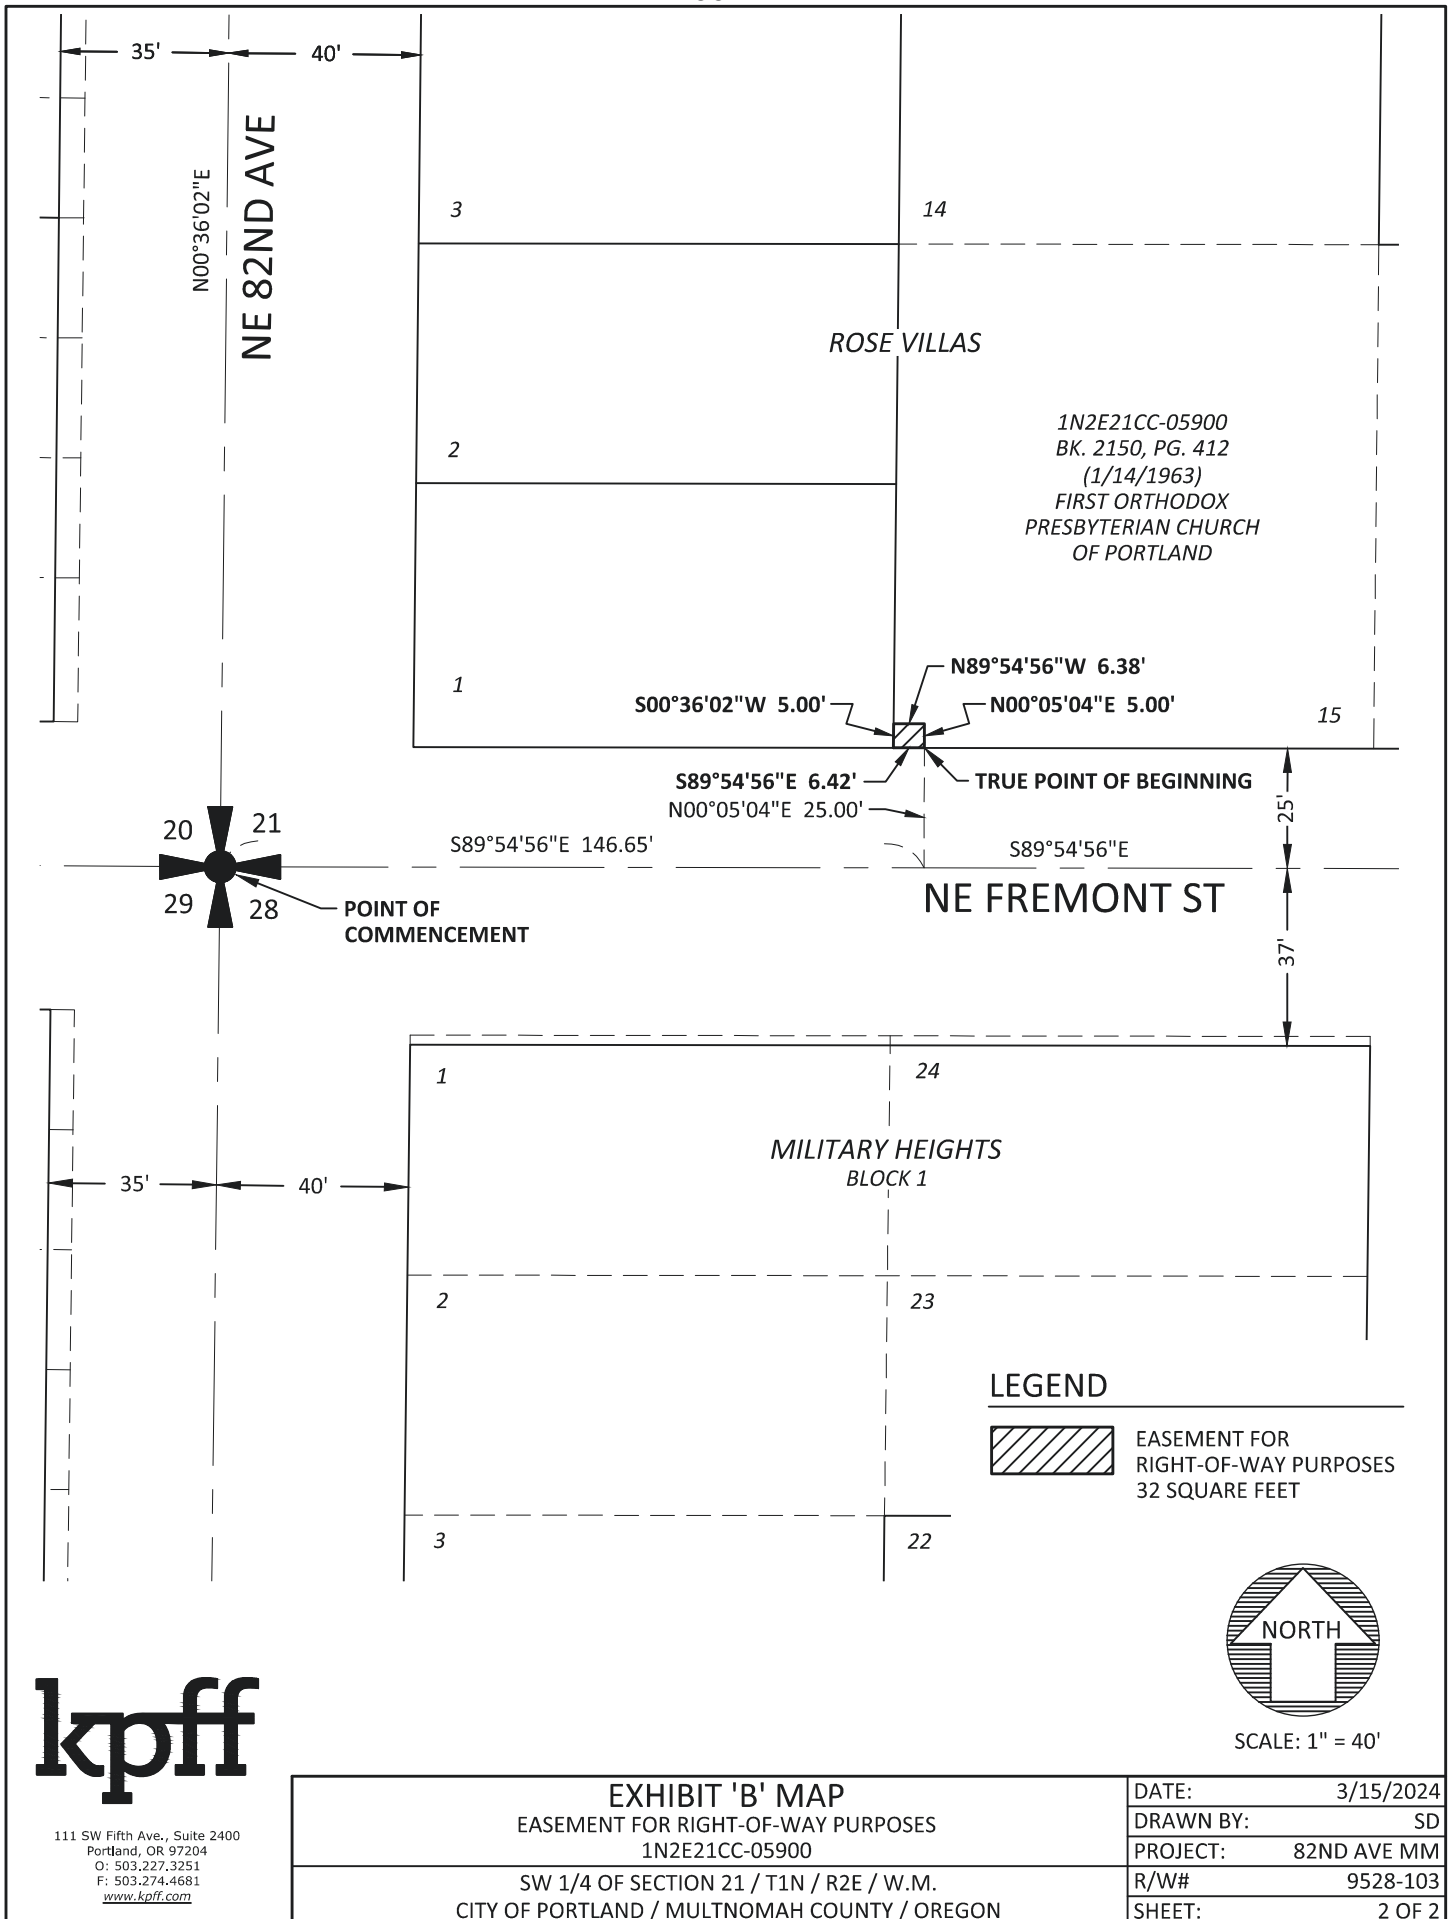 35'
40'
N00°36'02"E
NE 82ND AVE
3
14
ROSE VILLAS
1N2E21CC-05900
BK. 2150, PG. 412
(1/14/1963)
FIRST ORTHODOX
PRESBYTERIAN CHURCH
OF PORTLAND
2
1
N89°54'56"W 6.38'
S00°36'02"W 5.00'
N00°05'04"E 5.00'
15
S89°54'56"E 6.42'
TRUE POINT OF BEGINNING
N00°05'04"E 25.00'
25'
20
21
S89°54'56"E 146.65'
S89°54'56"E
29
28
POINT OF
COMMENCEMENT
NE FREMONT ST
37'
1
24
MILITARY HEIGHTS
BLOCK 1
35'
40'
2
23
LEGEND
EASEMENT FOR
RIGHT-OF-WAY PURPOSES
32 SQUARE FEET
3
22
NORTH
SCALE: 1" = 40'
kpff
111 SW Fifth Ave., Suite 2400
Portland, OR 97204
O: 503.227.3251
F: 503.274.4681
www.kpff.com
EXHIBIT 'B' MAP
EASEMENT FOR RIGHT-OF-WAY PURPOSES
1N2E21CC-05900
SW 1/4 OF SECTION 21 / T1N / R2E / W.M.
CITY OF PORTLAND / MULTNOMAH COUNTY / OREGON
DATE: 3/15/2024
DRAWN BY: SD
PROJECT: 82ND AVE MM
R/W# 9528-103
SHEET: 2 OF 2